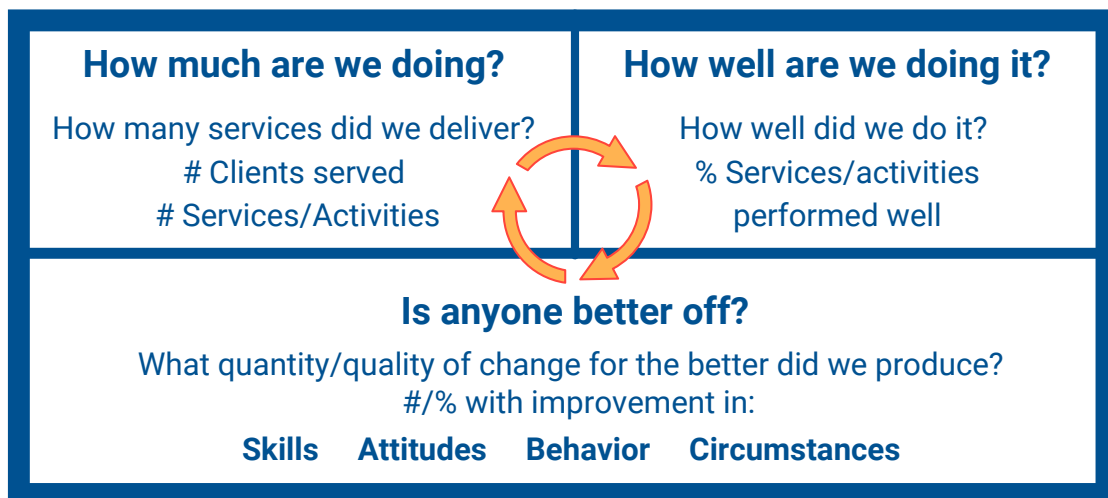 How much are we doing?
How many services did we deliver?
# Clients served
# Services/Activities
How well are we doing it?
How well did we do it?
% Services/activities
performed well
Is anyone better off?
What quantity/quality of change for the better did we produce?
#/% with improvement in:
Skills Attitudes Behavior Circumstances